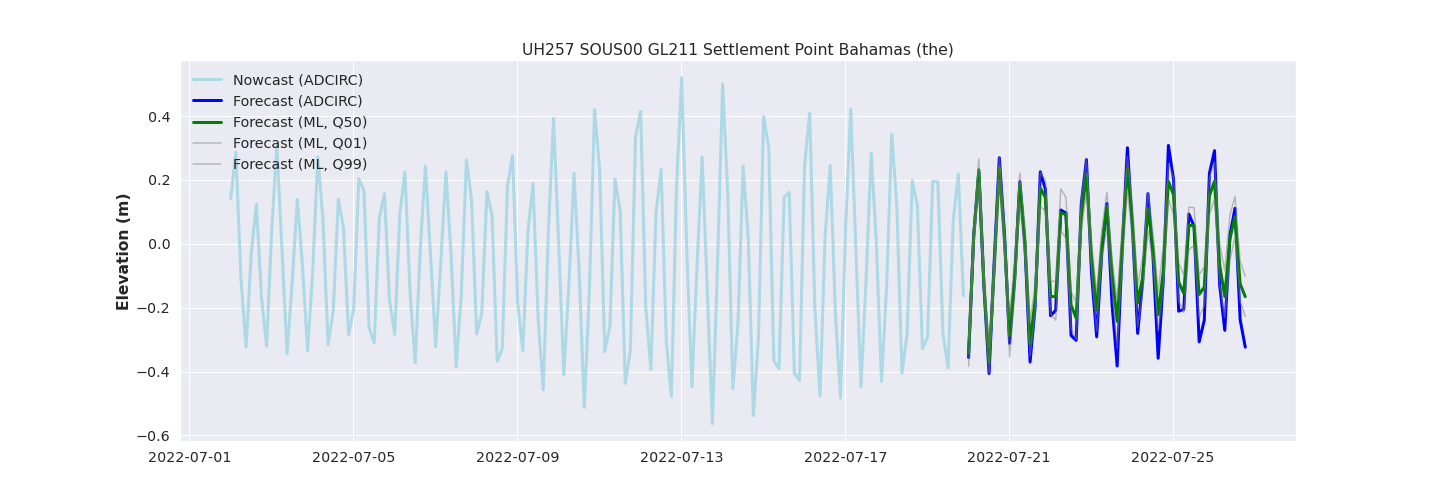 UH257 SOUS00 GL211 Settlement Point Bahamas (the)
Nowcast (ADCIRC)
Forecast (ADCIRC)
Forecast (ML, Q50)
Forecast (ML, Q01)
Forecast (ML, Q99)
Elevation (m)
0.4
0.2
0.0
−0.2
−0.4
−0.6
2022-07-01 2022-07-05 2022-07-09 2022-07-13 2022-07-17 2022-07-21 2022-07-25